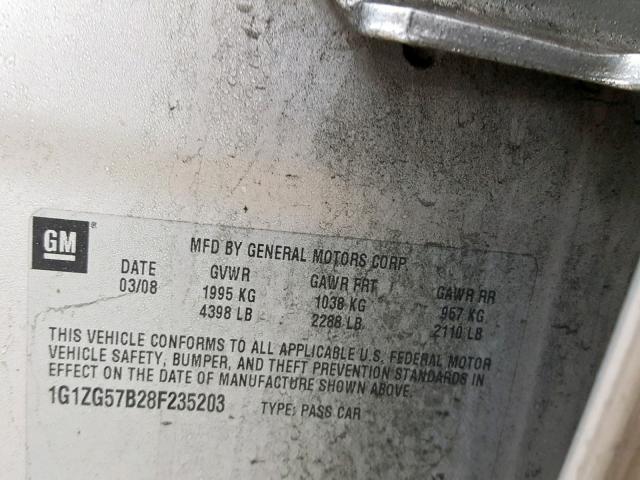 GM ®
MFD BY GENERAL MOTORS CORP
DATE GVWR GAWR FRT GAWR RR
03/08 1995 KG 1038 KG 957 KG
4398 LB 2288 LB 2110 LB
THIS VEHICLE CONFORMS TO ALL APPLICABLE U.S. FEDERAL MOTOR
VEHICLE SAFETY, BUMPER, AND THEFT PREVENTION STANDARDS IN
EFFECT ON THE DATE OF MANUFACTURE SHOWN ABOVE.
1G1ZG57B28F235203 TYPE: PASS CAR